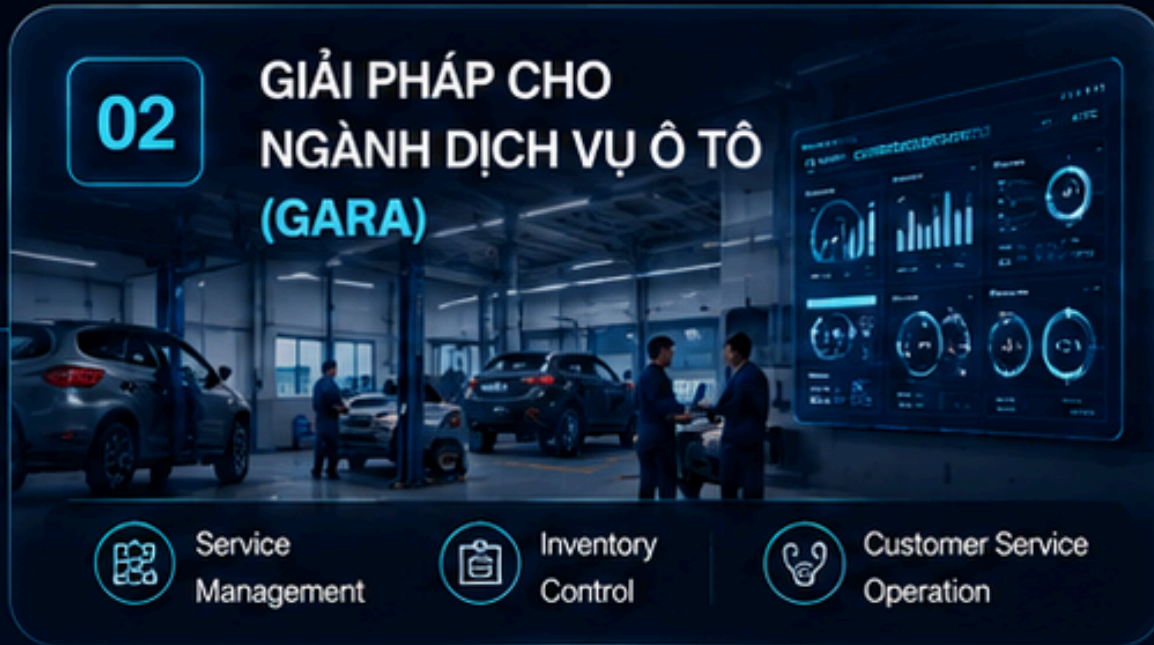 02
GIẢI PHÁP CHO
NGÀNH DỊCH VỤ Ô TÔ
(GARA)
Service
Management
Inventory
Control
Customer Service
Operation